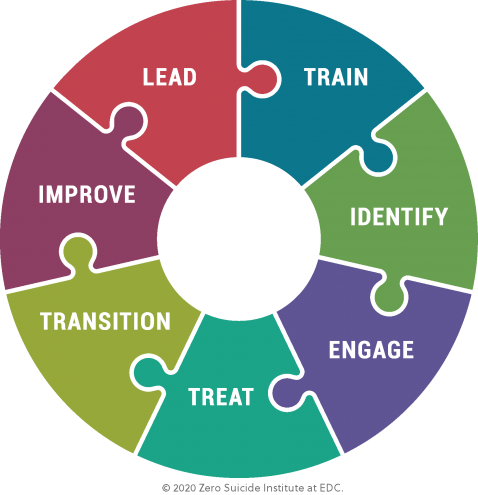 LEAD
TRAIN
IDENTIFY
ENGAGE
TREAT
TRANSITION
IMPROVE
© 2020 Zero Suicide Institute at EDC.